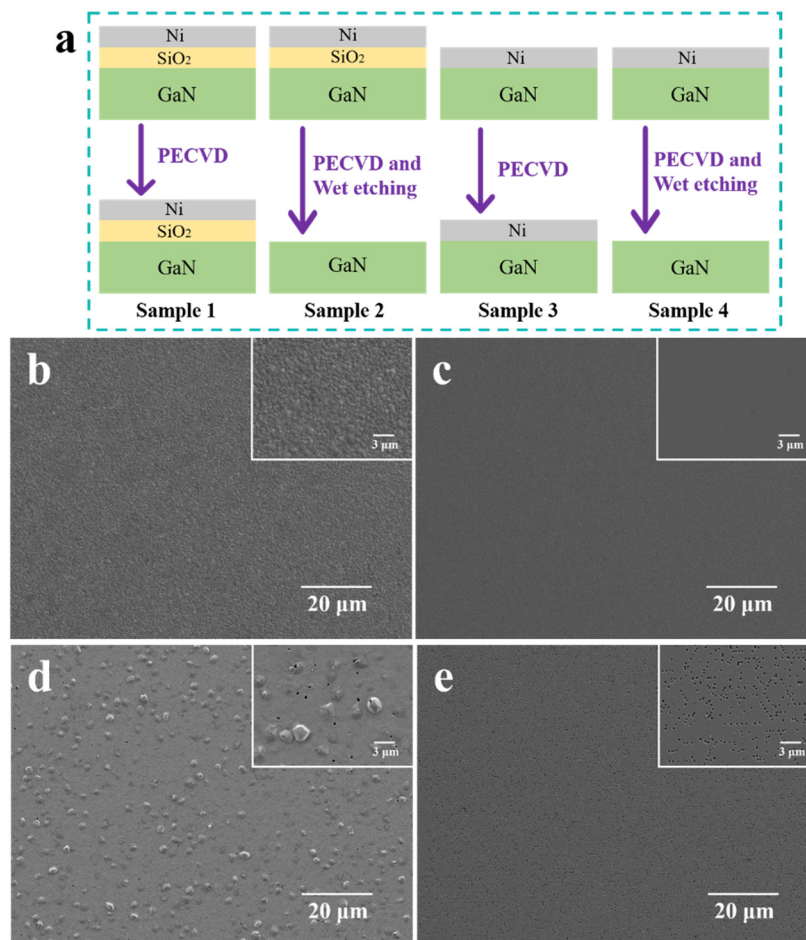 a
Ni
SiO₂
GaN
PECVD
Ni
SiO₂
GaN
Sample 1
Ni
SiO₂
GaN
PECVD and
Wet etching
GaN
Sample 2
Ni
GaN
PECVD
Ni
GaN
Sample 3
Ni
GaN
PECVD and
Wet etching
GaN
Sample 4
b
3 μm
20 μm
c
3 μm
20 μm
d
3 μm
20 μm
e
3 μm
20 μm